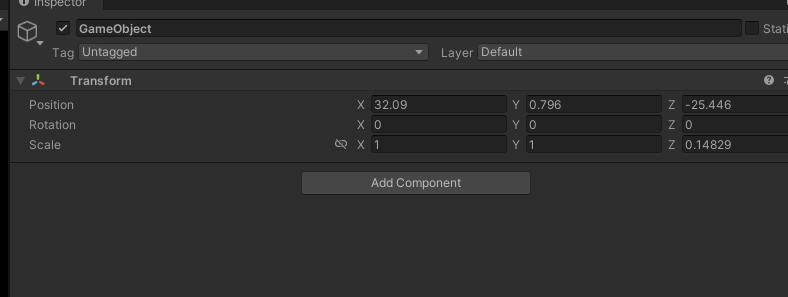 Inspector
GameObject
Tag Untagged Layer Default
Transform
Position X 32.09 Y 0.796 Z -25.446
Rotation X 0 Y 0 Z 0
Scale X 1 Y 1 Z 0.14829
Add Component